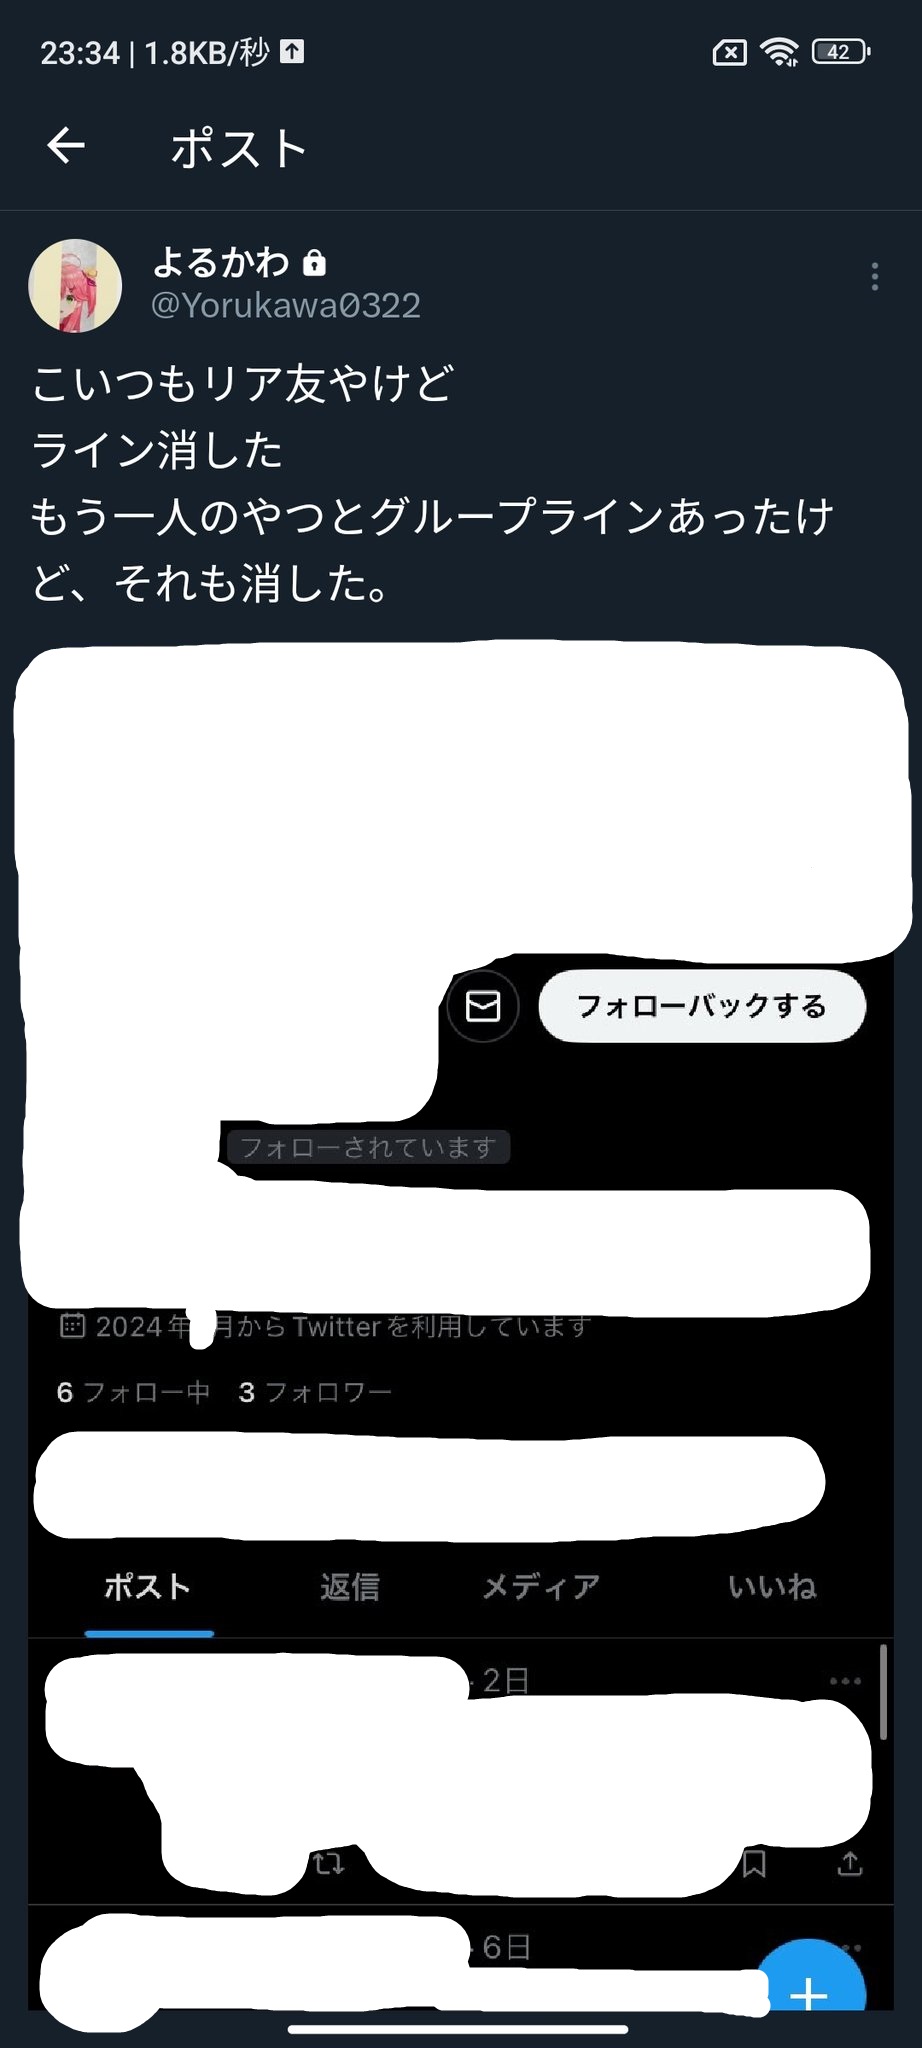 23:34 | 1.8KB/秒
42
ポスト
よるかわ
@Yorukawa0322
こいつもリア友やけど
ライン消した
もう一人のやつとグループラインあったけ
ど、それも消した。
フォローバックする
フォローされています
2024年 月からTwitterを利用しています
6 フォロー中 3 フォロワー
ポスト 返信 メディア いいね
· 2日
· 6日